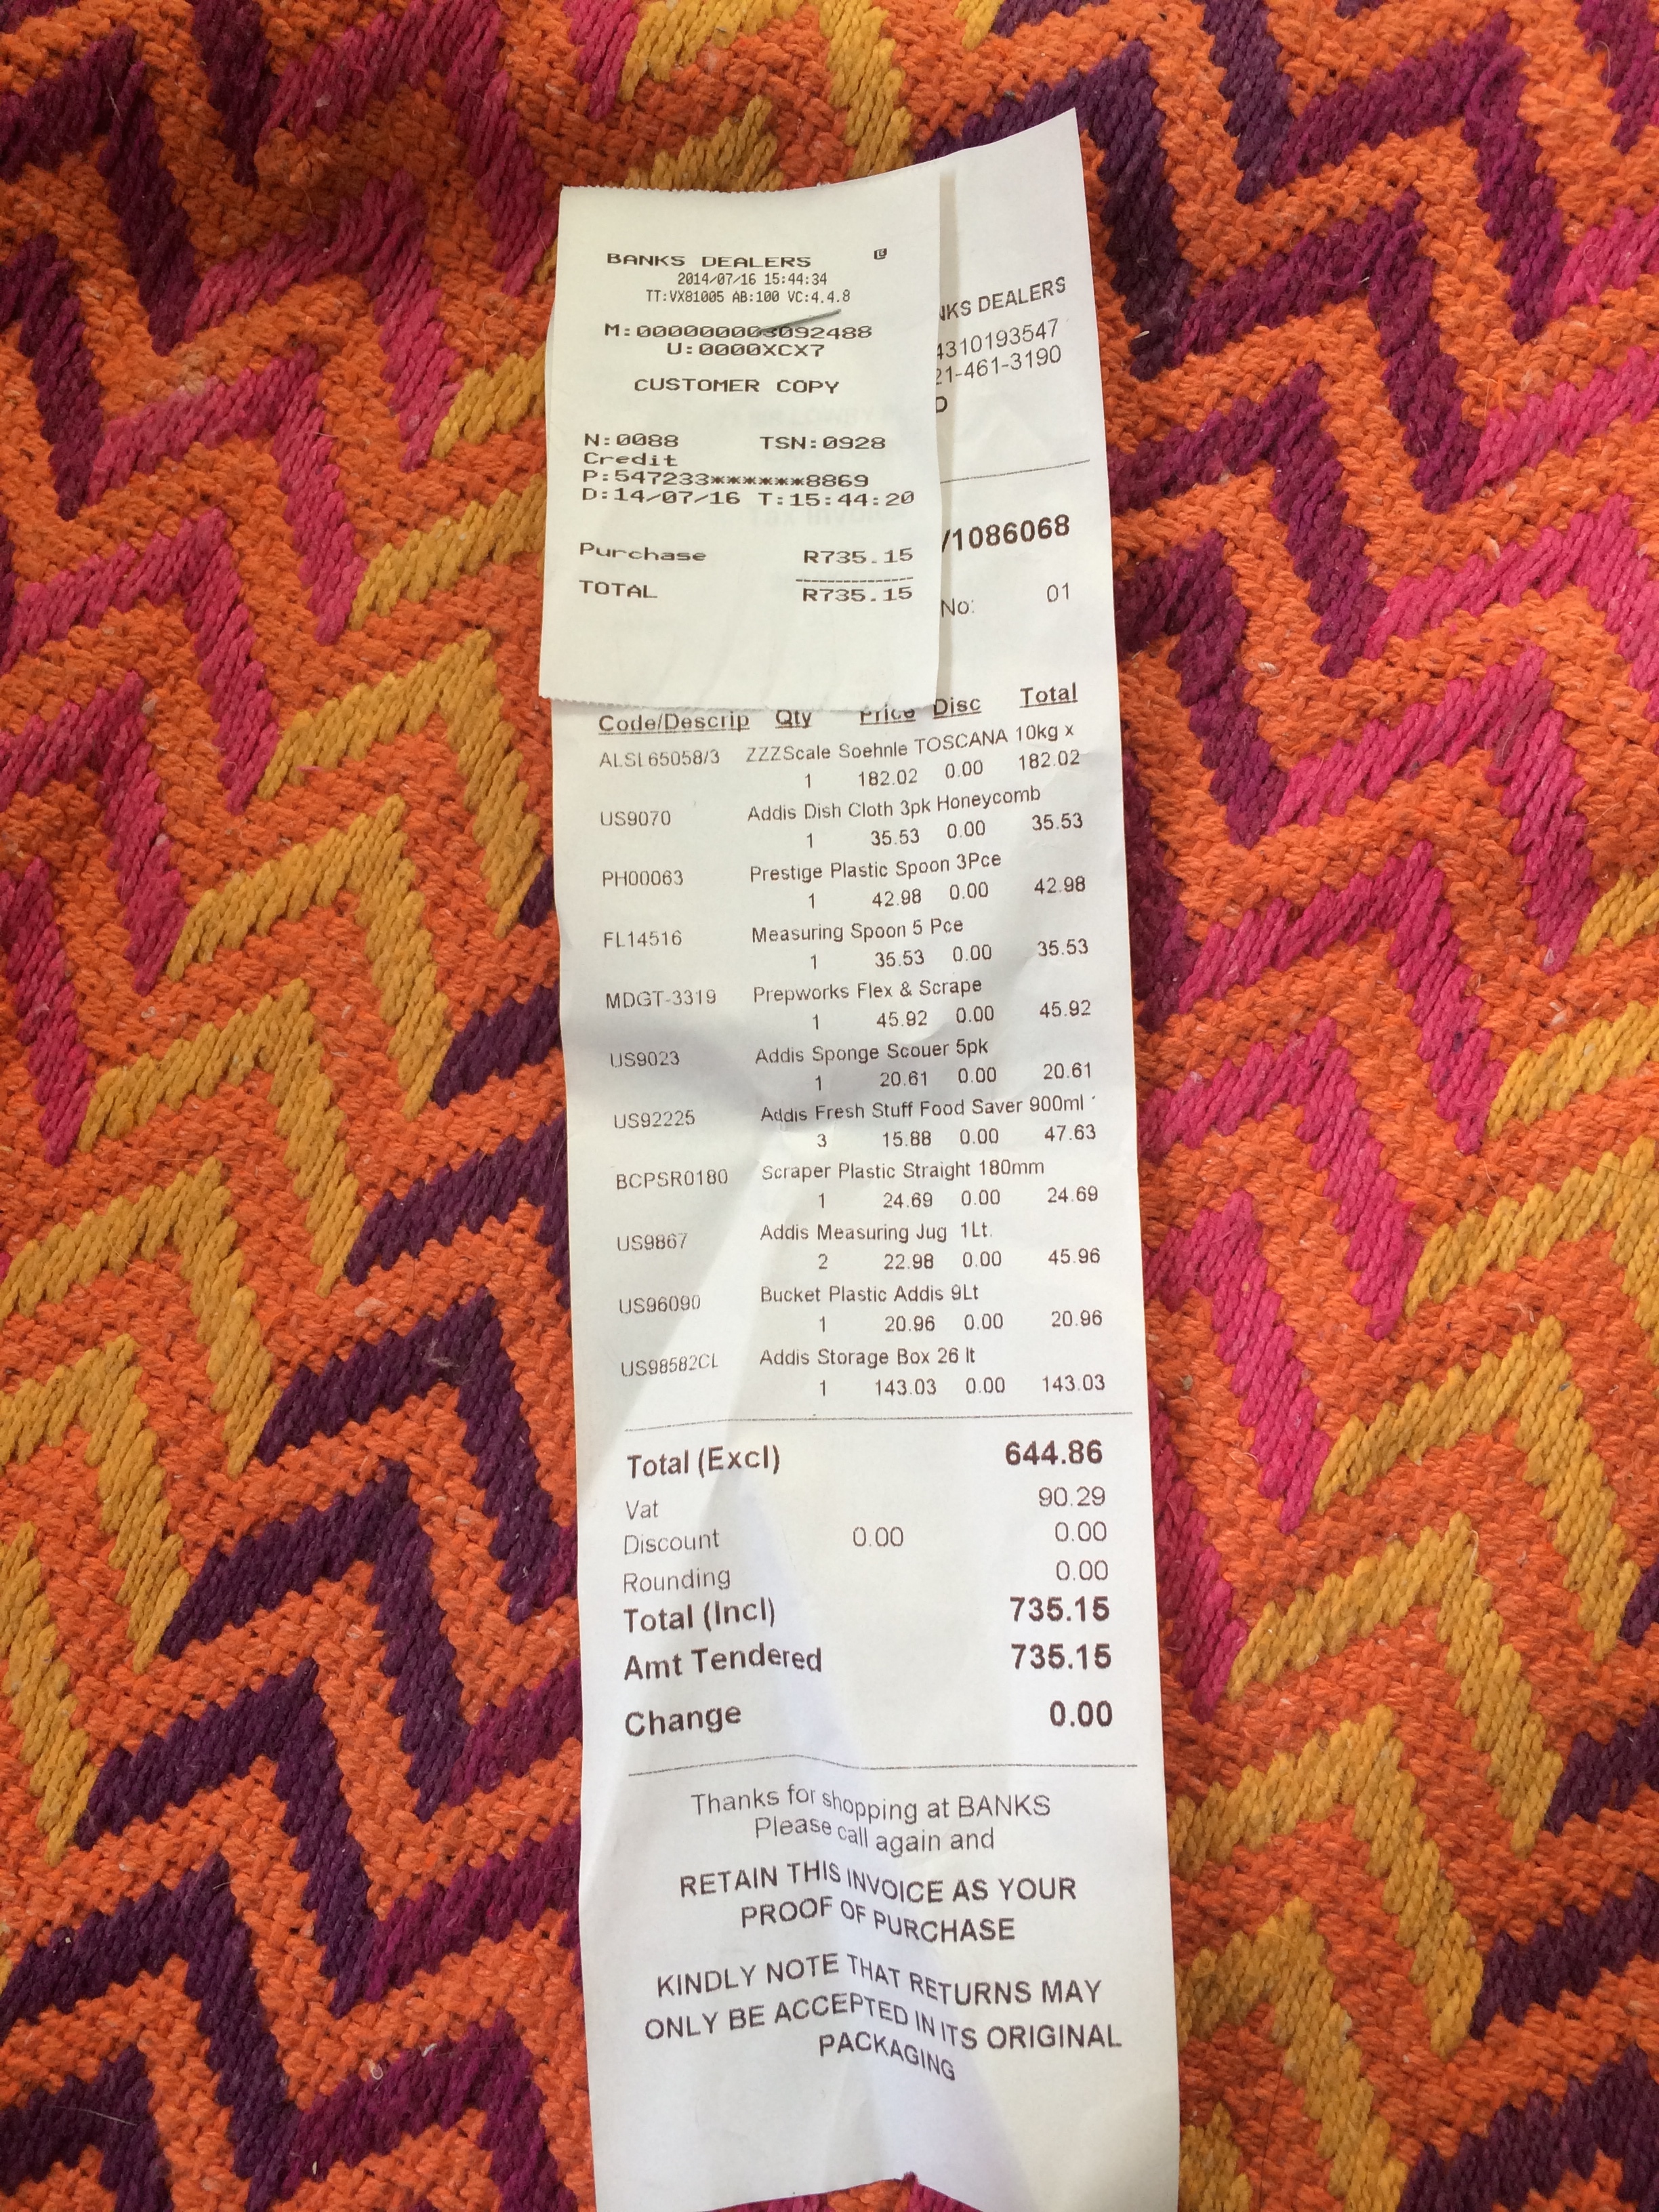 BANKS DEALERS
2014/07/16 15:44:34
TT:VX81005 AB:100 VC:4.4.8
M:000000003092488
U:0000XCX7
CUSTOMER COPY
N:0088 TSN:0928
Credit
P:547233******8869
D:14/07/16 T:15:44:20
Purchase R735.15
TOTAL R735.15
NKS DEALERS
4310193547
21-461-3190
/1086068
No: 01
Code/Descrip Qty Price Disc Total
ALSL65058/3 ZZZScale Soehnle TOSCANA 10kg x
1 182.02 0.00 182.02
US9070 Addis Dish Cloth 3pk Honeycomb
1 35.53 0.00 35.53
PH00063 Prestige Plastic Spoon 3Pce
1 42.98 0.00 42.98
FL14516 Measuring Spoon 5 Pce
1 35.53 0.00 35.53
MDGT-3319 Prepworks Flex & Scrape
1 45.92 0.00 45.92
US9023 Addis Sponge Scouer 5pk
1 20.61 0.00 20.61
US92225 Addis Fresh Stuff Food Saver 900ml
3 15.88 0.00 47.63
BCPSR0180 Scraper Plastic Straight 180mm
1 24.69 0.00 24.69
US9867 Addis Measuring Jug 1Lt.
2 22.98 0.00 45.96
US96090 Bucket Plastic Addis 9Lt
1 20.96 0.00 20.96
US98582CL Addis Storage Box 26 lt
1 143.03 0.00 143.03
Total (Excl) 644.86
Vat 90.29
Discount 0.00 0.00
Rounding 0.00
Total (Incl) 735.15
Amt Tendered 735.15
Change 0.00
Thanks for shopping at BANKS
Please call again and
RETAIN THIS INVOICE AS YOUR
PROOF OF PURCHASE
KINDLY NOTE THAT RETURNS MAY
ONLY BE ACCEPTED IN ITS ORIGINAL
PACKAGING